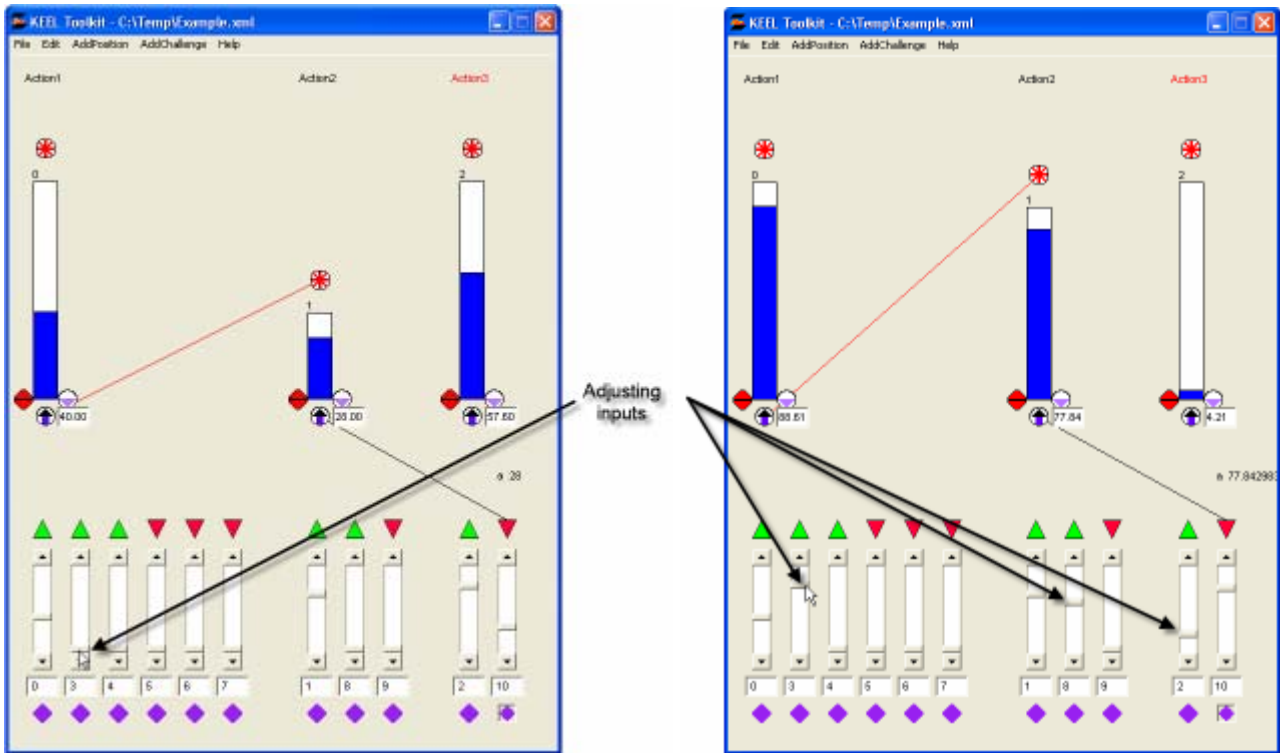 KEEL Toolkit - C:\Temp\Example.xml
File Edit AddPosition AddChallenge Help
Action1 Action2 Action3
0 2
1
40.00 28.00 57.60
28
0 3 4 5 6 7 1 8 9 2 10
Adjusting
inputs
KEEL Toolkit - C:\Temp\Example.xml
File Edit AddPosition AddChallenge Help
Action1 Action2 Action3
0 2
1
88.61 77.84 4.21
77.842983
0 3 4 5 6 7 1 8 9 2 10